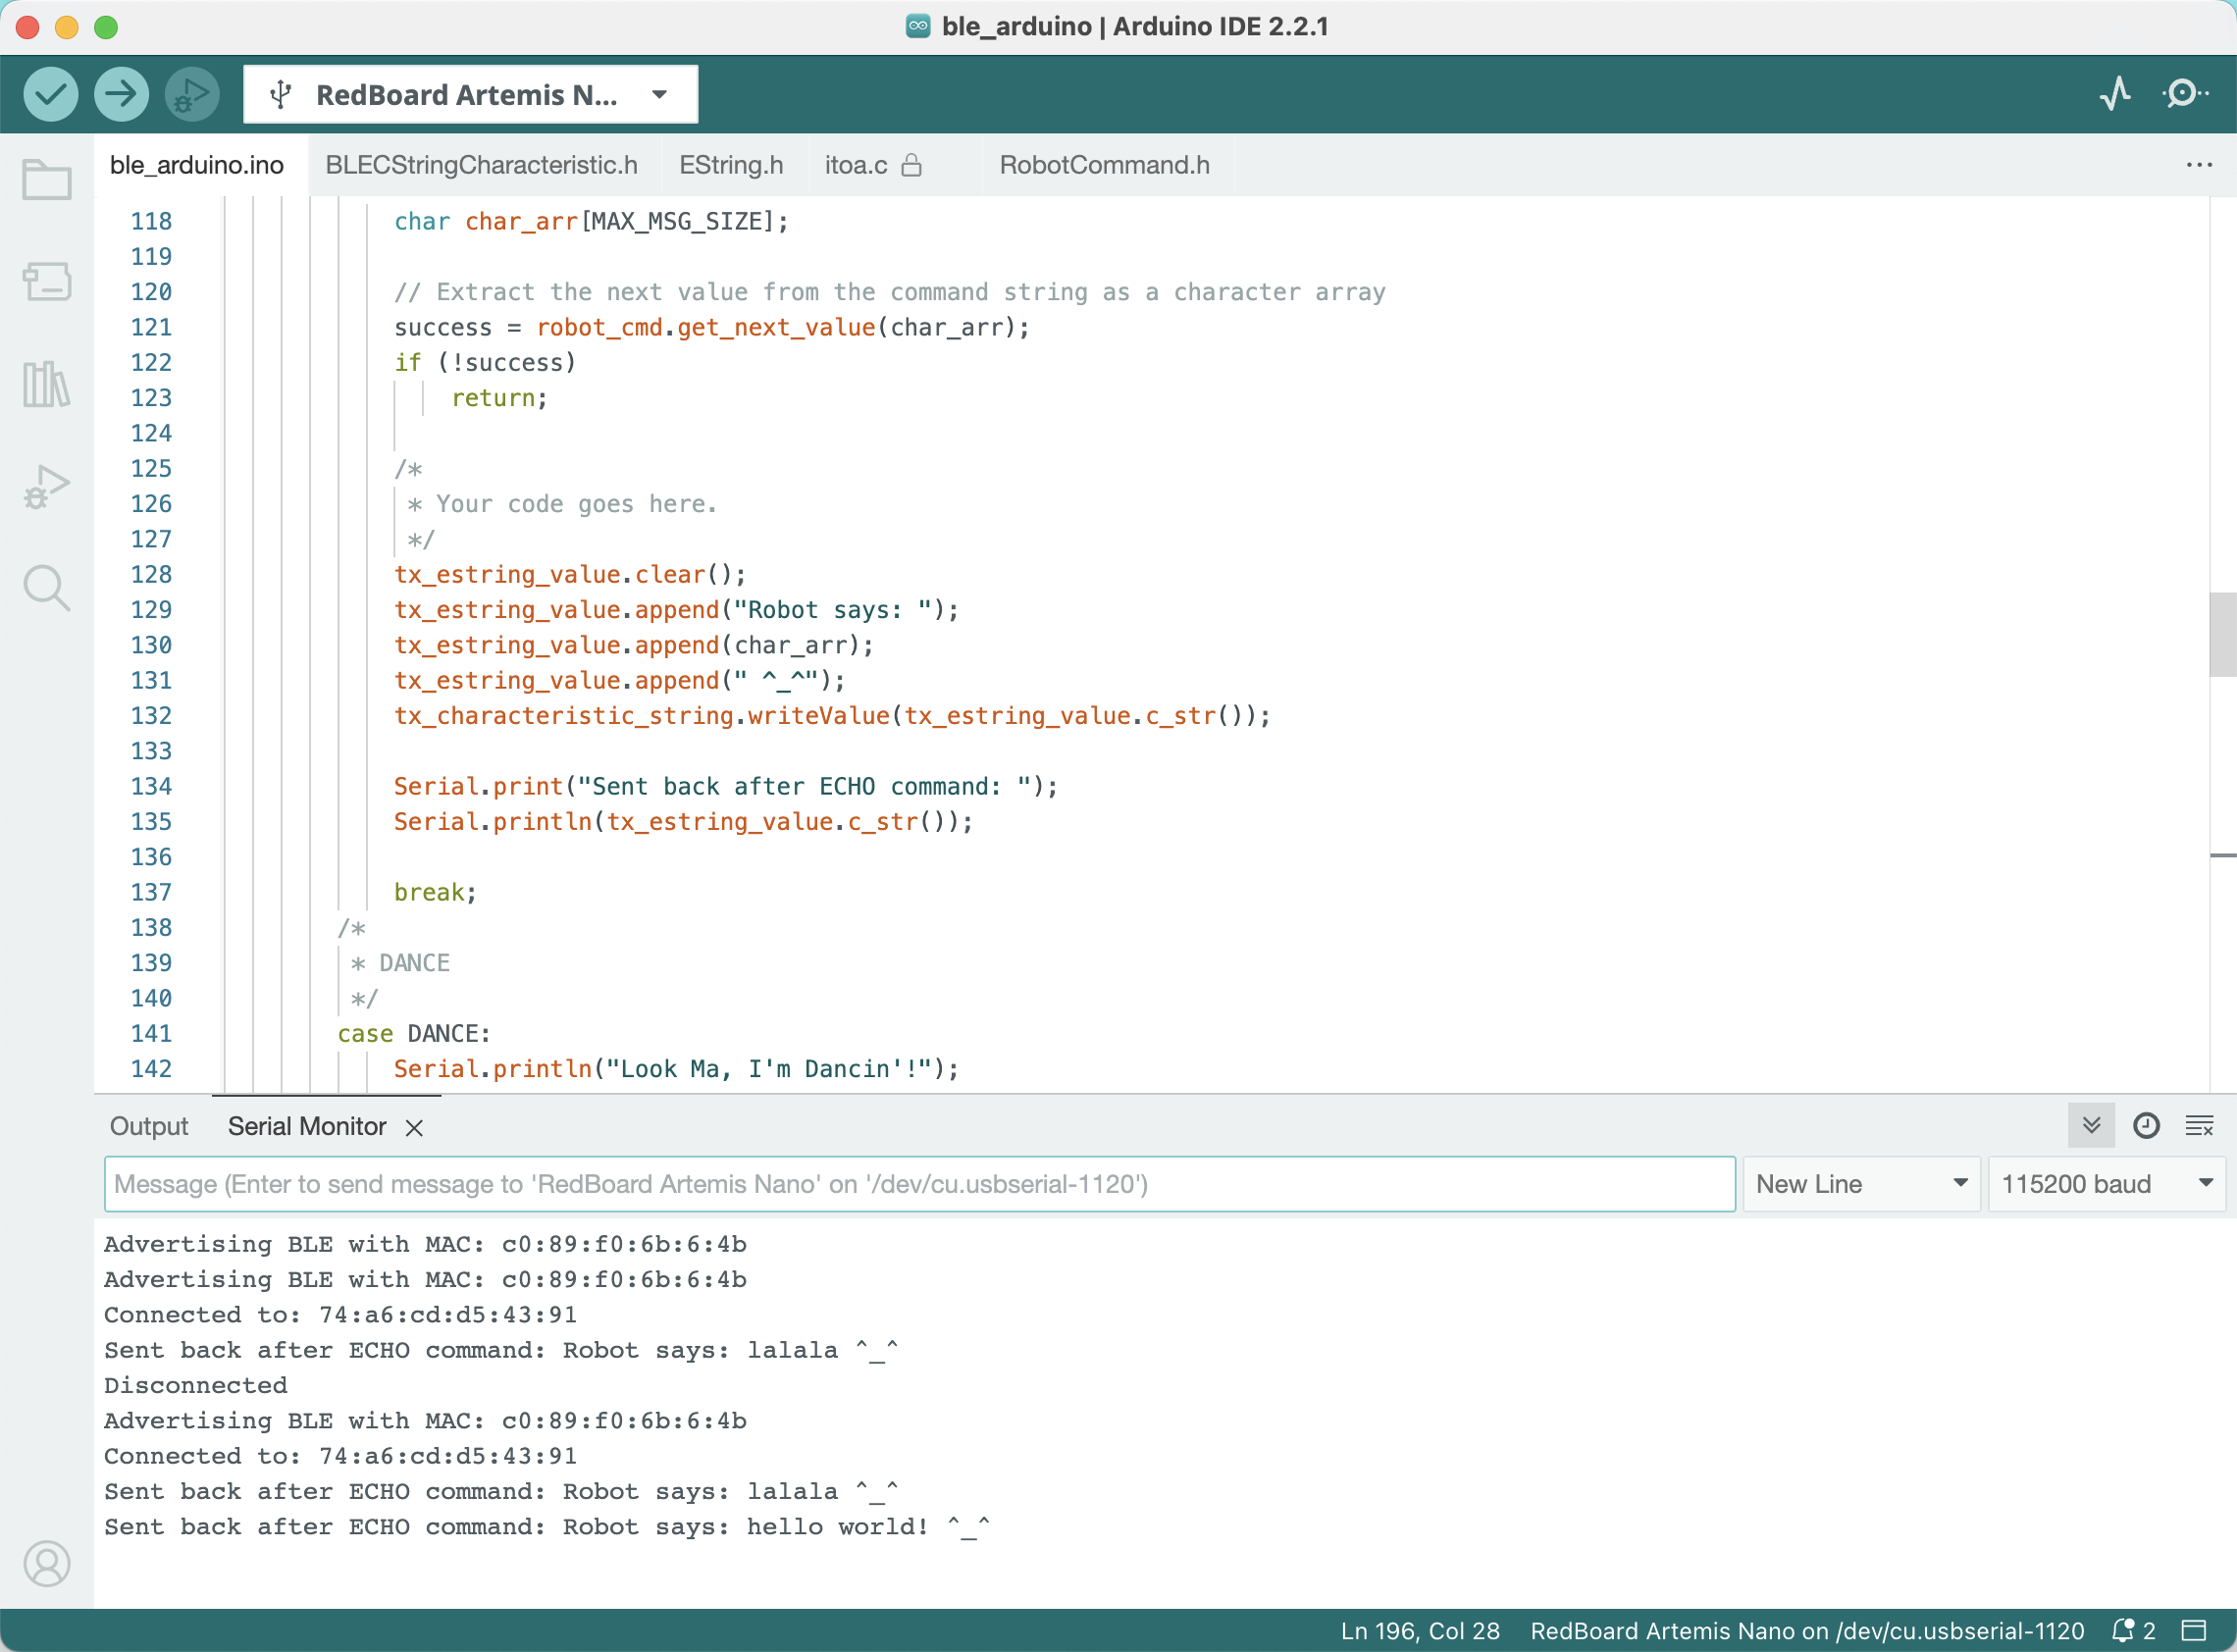 ble_arduino | Arduino IDE 2.2.1
RedBoard Artemis N...
ble_arduino.ino BLECStringCharacteristic.h EString.h itoa.c RobotCommand.h ...
118 char char_arr[MAX_MSG_SIZE];
119
120 // Extract the next value from the command string as a character array
121 success = robot_cmd.get_next_value(char_arr);
122 if (!success)
123 return;
124
125 /*
126 * Your code goes here.
127 */
128 tx_estring_value.clear();
129 tx_estring_value.append("Robot says: ");
130 tx_estring_value.append(char_arr);
131 tx_estring_value.append(" ^_^");
132 tx_characteristic_string.writeValue(tx_estring_value.c_str());
133
134 Serial.print("Sent back after ECHO command: ");
135 Serial.println(tx_estring_value.c_str());
136
137 break;
138 /*
139 * DANCE
140 */
141 case DANCE:
142 Serial.println("Look Ma, I'm Dancin'!");
Output Serial Monitor
Message (Enter to send message to 'RedBoard Artemis Nano' on '/dev/cu.usbserial-1120') New Line 115200 baud
Advertising BLE with MAC: c0:89:f0:6b:6:4b
Advertising BLE with MAC: c0:89:f0:6b:6:4b
Connected to: 74:a6:cd:d5:43:91
Sent back after ECHO command: Robot says: lalala ^_^
Disconnected
Advertising BLE with MAC: c0:89:f0:6b:6:4b
Connected to: 74:a6:cd:d5:43:91
Sent back after ECHO command: Robot says: lalala ^_^
Sent back after ECHO command: Robot says: hello world! ^_^
Ln 196, Col 28 RedBoard Artemis Nano on /dev/cu.usbserial-1120 2